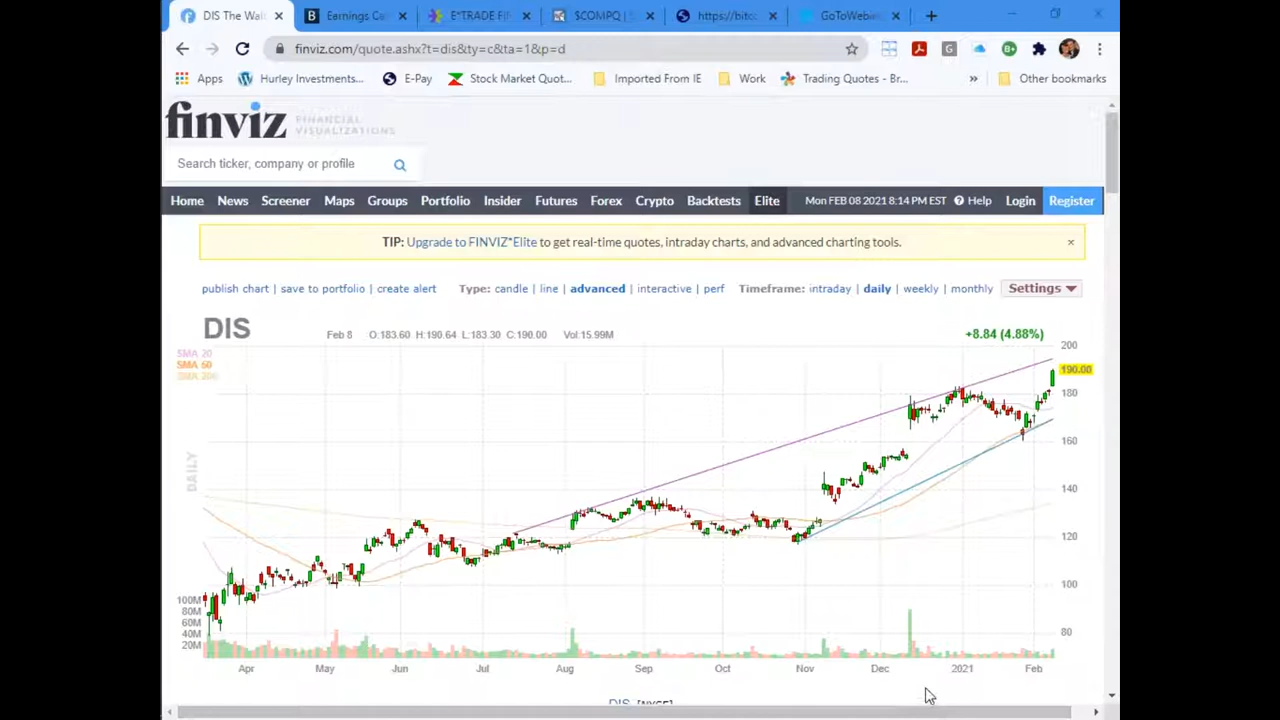 DIS The Walt
Earnings Ca
E*TRADE FI
$COMPQ | S
https://bitco
GoToWebin
finviz.com/quote.ashx?t=dis&ty=c&ta=1&p=d
Apps
Hurley Investments...
E-Pay
Stock Market Quot...
Imported From IE
Work
Trading Quotes - Br...
»
Other bookmarks
finviz FINANCIAL
VISUALIZATIONS
Search ticker, company or profile
Home News Screener Maps Groups Portfolio Insider Futures Forex Crypto Backtests Elite Mon FEB 08 2021 8:14 PM EST Help Login Register
TIP: Upgrade to FINVIZ*Elite to get real-time quotes, intraday charts, and advanced charting tools. ×
publish chart | save to portfolio | create alert Type: candle | line | advanced | interactive | perf Timeframe: intraday | daily | weekly | monthly Settings
DIS Feb 8 O:183.60 H:190.64 L:183.30 C:190.00 Vol:15.99M +8.84 (4.88%)
SMA 20
SMA 50
SMA 200
DAILY
200
190.00
180
160
140
120
100
80
100M
80M
60M
40M
20M
Apr May Jun Jul Aug Sep Oct Nov Dec 2021 Feb
DIS [NYSE]